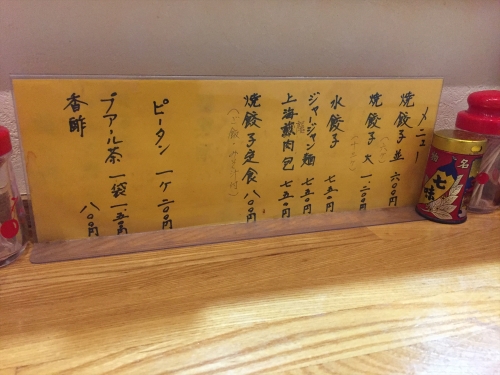 メニュー
焼餃子 並 六〇〇円
焼餃子 大 一二〇〇円
水餃子 七五〇円
ジャージャン麺 七五〇円
上海 肉包 七五〇円
焼餃子定食 八〇〇円
ピータン 一ケ 二〇〇円
プアール茶 一袋 一五〇円
香酢 八〇円
七味